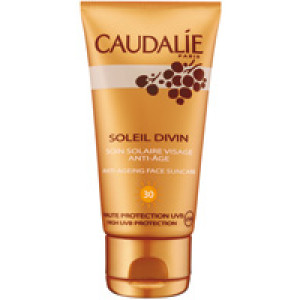 CAUDALÍE
PARIS
SOLEIL DIVIN
SOIN SOLAIRE VISAGE
ANTI-ÂGE
ANTI-AGEING FACE SUNCARE
30
HAUTE PROTECTION UVB
HIGH UVB PROTECTION